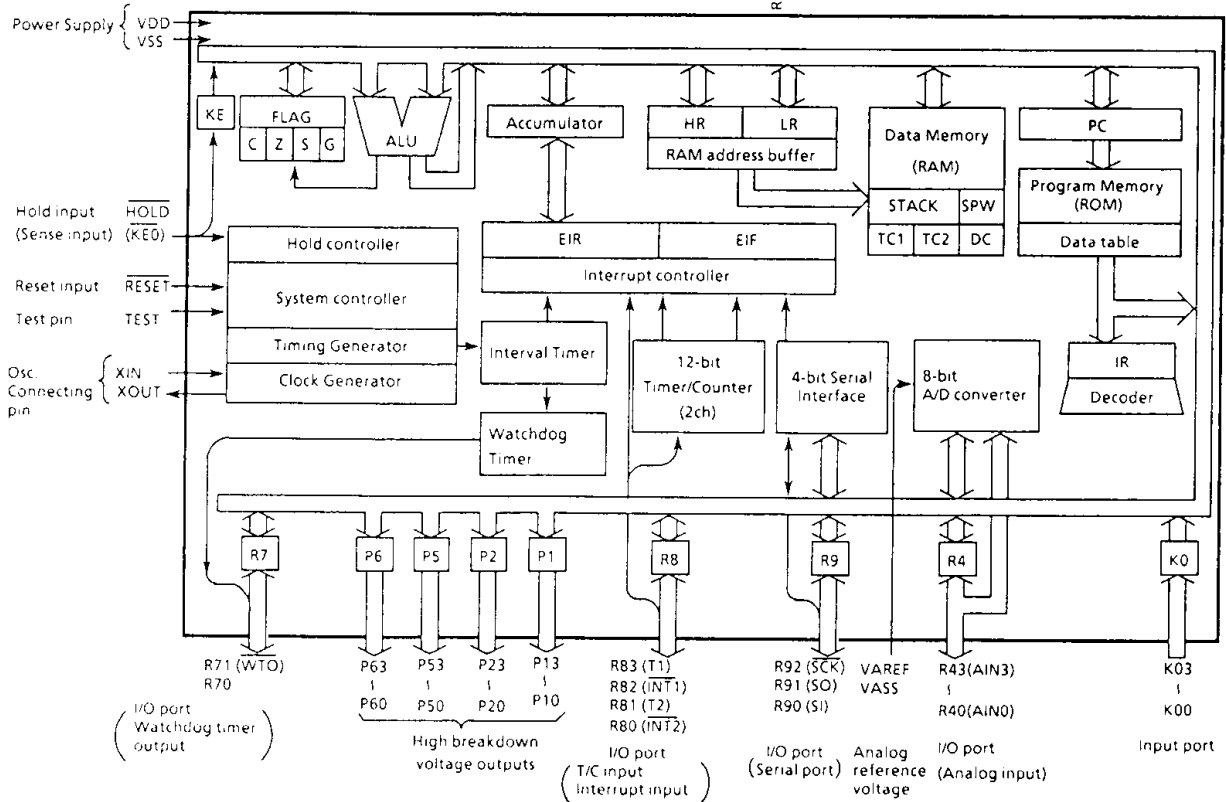 R
Power Supply
VDD
VSS
KE
FLAG
C Z S G
ALU
Accumulator
HR LR
RAM address buffer
Data Memory
(RAM)
STACK SPW
TC1 TC2 DC
PC
Program Memory
(ROM)
Data table
Hold input
(Sense input)
HOLD
(KE0)
Hold controller
EIR EIF
Interrupt controller
Reset input RESET
System controller
Test pin TEST
Timing Generator
Clock Generator
Osc.
Connecting
pin
XIN
XOUT
Interval Timer
12-bit
Timer/Counter
(2ch)
4-bit Serial
Interface
8-bit
A/D converter
IR
Decoder
Watchdog
Timer
R7 P6 P5 P2 P1 R8 R9 R4 K0
R71 (WTO)
R70
I/O port
Watchdog timer
output
P63
~
P60
P53
~
P50
P23
~
P20
P13
~
P10
High breakdown
voltage outputs
R83 (T1)
R82 (INT1)
R81 (T2)
R80 (INT2)
I/O port
T/C input
Interrupt input
R92 (SCK)
R91 (SO)
R90 (SI)
I/O port
(Serial port)
VAREF
VASS
Analog
reference
voltage
R43(AIN3)
~
R40(AIN0)
I/O port
(Analog input)
K03
~
K00
Input port